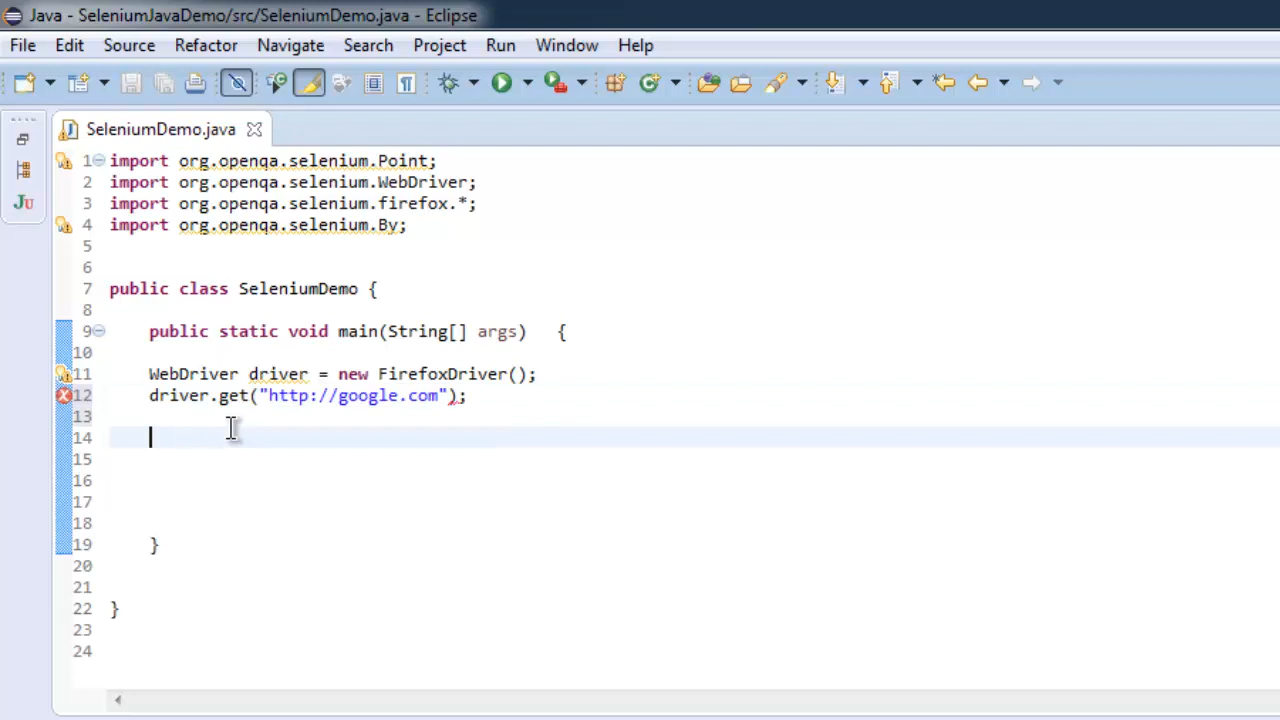 Java - SeleniumJavaDemo/src/SeleniumDemo.java - Eclipse
File Edit Source Refactor Navigate Search Project Run Window Help
SeleniumDemo.java
1 import org.openqa.selenium.Point;
2 import org.openqa.selenium.WebDriver;
3 import org.openqa.selenium.firefox.*;
4 import org.openqa.selenium.By;
5
6
7 public class SeleniumDemo {
8
9 public static void main(String[] args) {
10
11 WebDriver driver = new FirefoxDriver();
12 driver.get("http://google.com");
13
14
15
16
17
18
19 }
20
21
22 }
23
24
JU